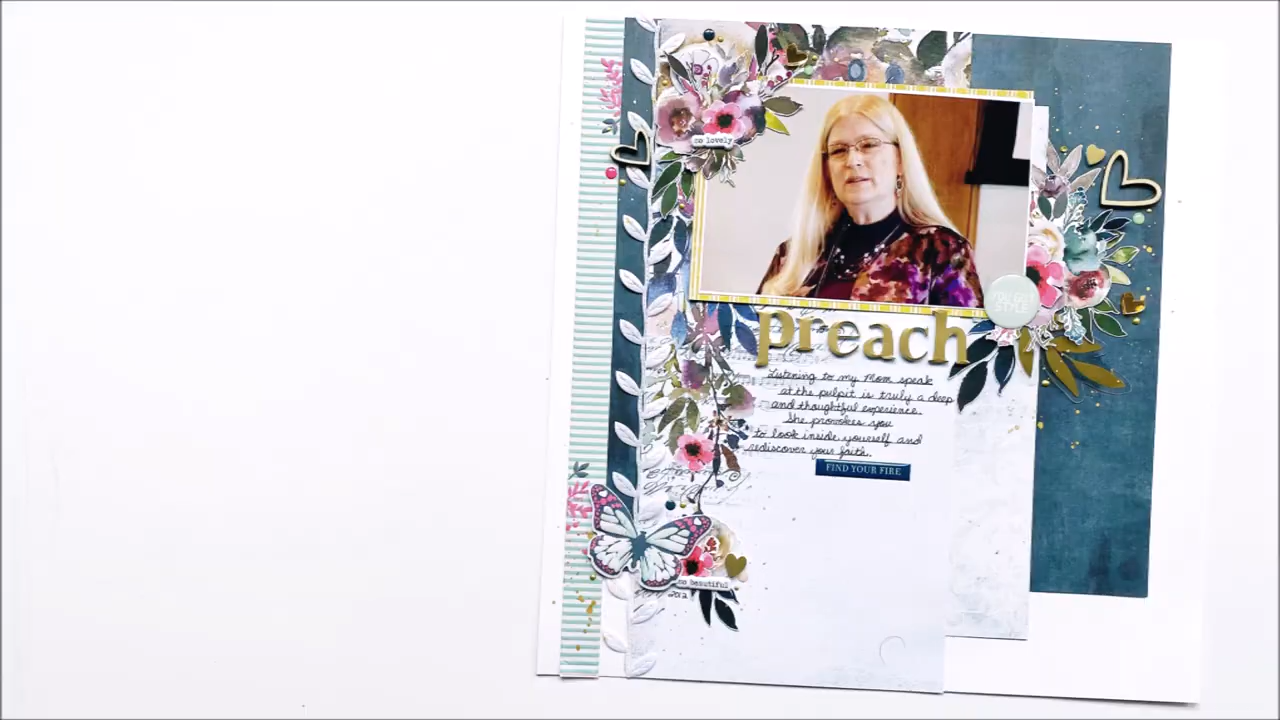 so lovely
preach
Listening to my Mom speak
at the pulpit is truly a deep
and thoughtful experience.
She provokes you
to look inside yourself and
rediscover your faith.
FIND YOUR FIRE
so beautiful
2012